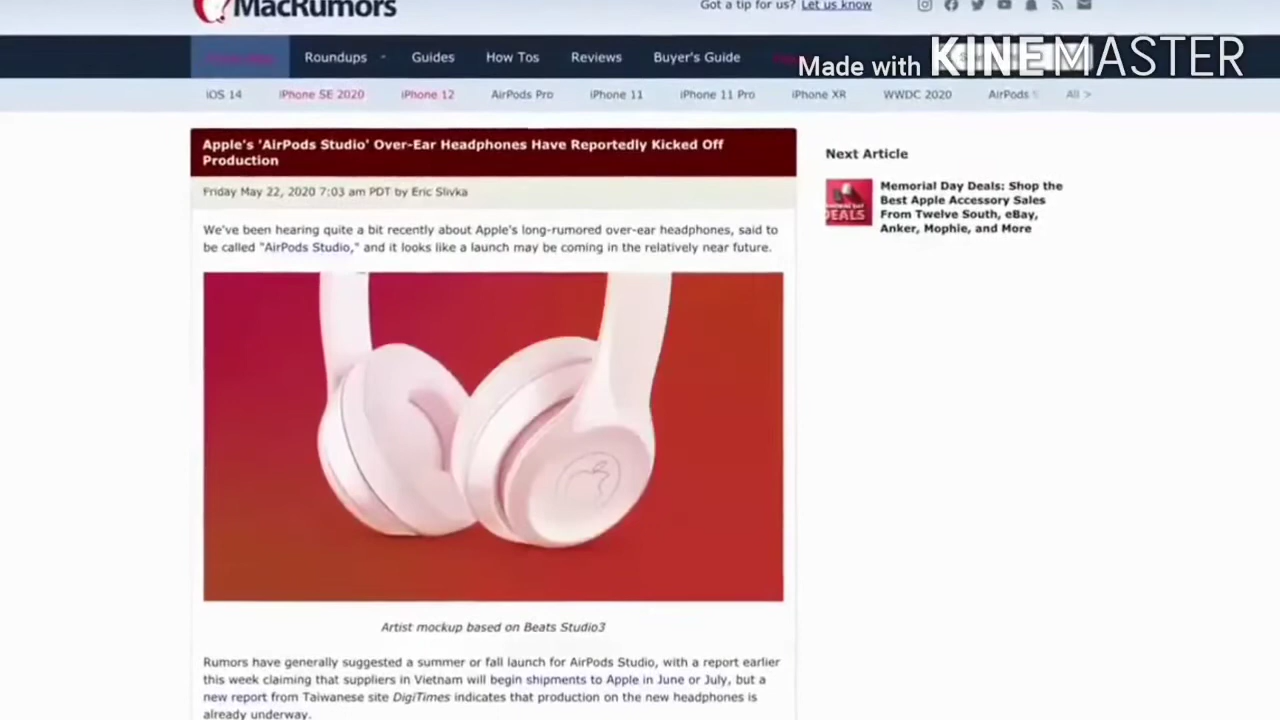 MacRumors
Got a tip for us? Let us know
Made with KINEMASTER
Roundups
Guides
How Tos
Reviews
Buyer's Guide
iOS 14
iPhone SE 2020
iPhone 12
AirPods Pro
iPhone 11
iPhone 11 Pro
iPhone XR
WWDC 2020
AirPods
All >
Apple's 'AirPods Studio' Over-Ear Headphones Have Reportedly Kicked Off
Production
Friday May 22, 2020 7:03 am PDT by Eric Slivka
We've been hearing quite a bit recently about Apple's long-rumored over-ear headphones, said to
be called "AirPods Studio," and it looks like a launch may be coming in the relatively near future.
Artist mockup based on Beats Studio3
Rumors have generally suggested a summer or fall launch for AirPods Studio, with a report earlier
this week claiming that suppliers in Vietnam will begin shipments to Apple in June or July, but a
new report from Taiwanese site DigiTimes indicates that production on the new headphones is
already underway.
Next Article
Memorial Day Deals: Shop the
Best Apple Accessory Sales
From Twelve South, eBay,
Anker, Mophie, and More
DEALS